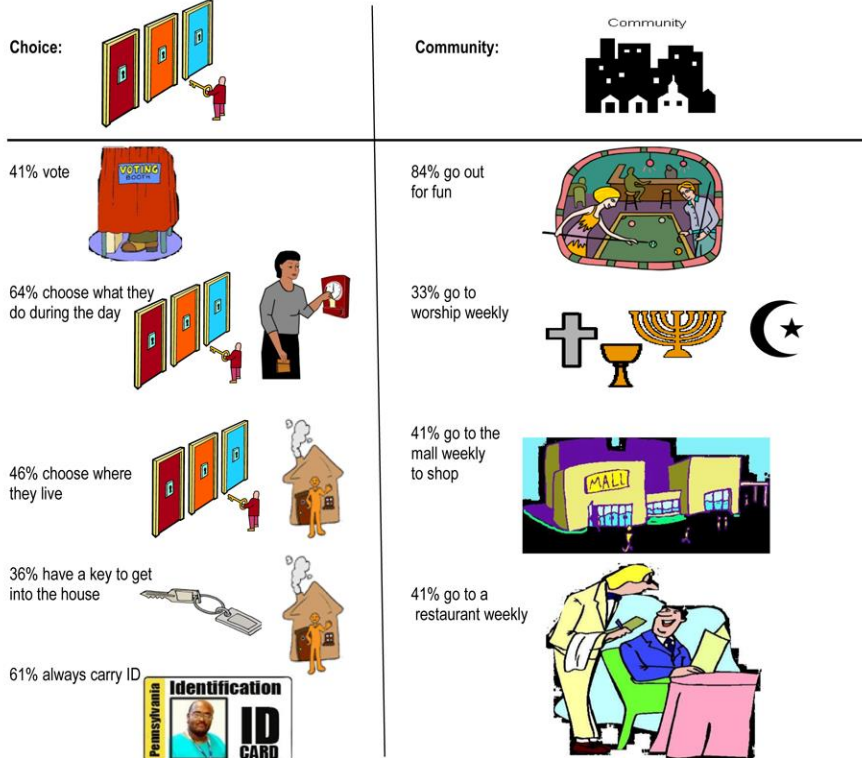 Choice:
41% vote
VOTING
BOOTH
64% choose what they
do during the day
46% choose where
they live
36% have a key to get
into the house
61% always carry ID
Pennsylvania
Identification
ID
CARD
Community:
Community
84% go out
for fun
33% go to
worship weekly
41% go to the
mall weekly
to shop
MALL
41% go to a
restaurant weekly